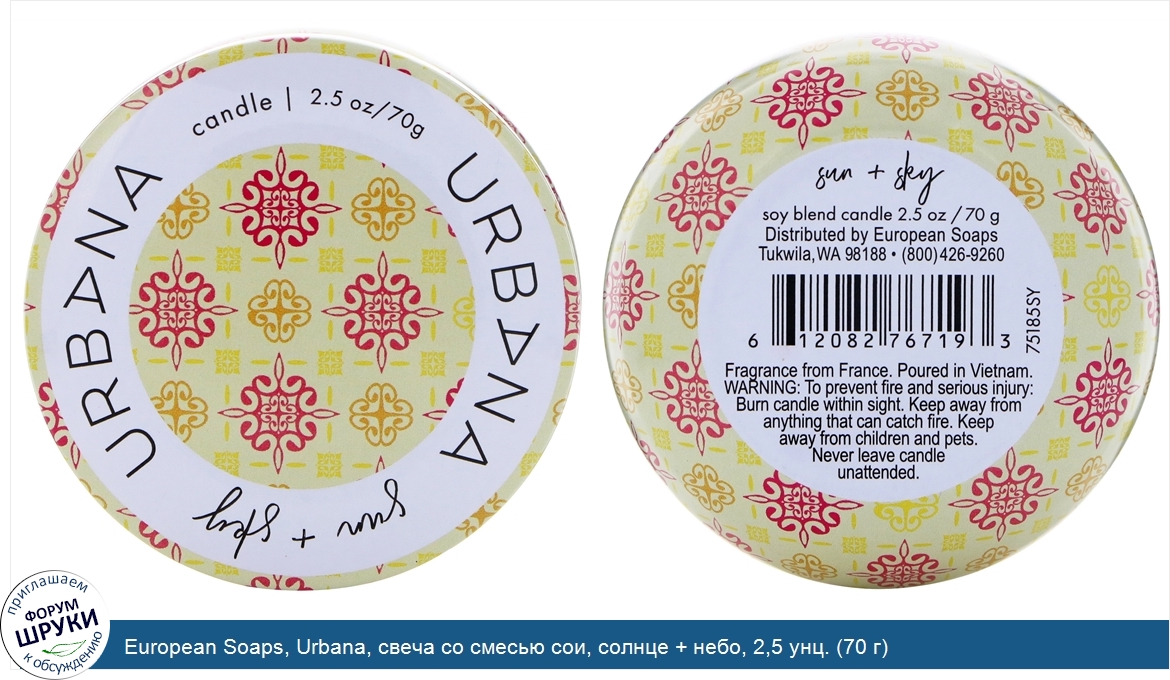 candle | 2.5 oz/70g
URBANA
URBANA
sun + sky
sun + sky
soy blend candle 2.5 oz / 70 g
Distributed by European Soaps
Tukwila, WA 98188 • (800) 426-9260
6 12082 76719 3
75185SY
Fragrance from France. Poured in Vietnam.
WARNING: To prevent fire and serious injury:
Burn candle within sight. Keep away from
anything that can catch fire. Keep
away from children and pets.
Never leave candle
unattended.
приглашаем
ФОРУМ
ШРУКИ
к обсуждению
European Soaps, Urbana, свеча со смесью сои, солнце + небо, 2,5 унц. (70 г)